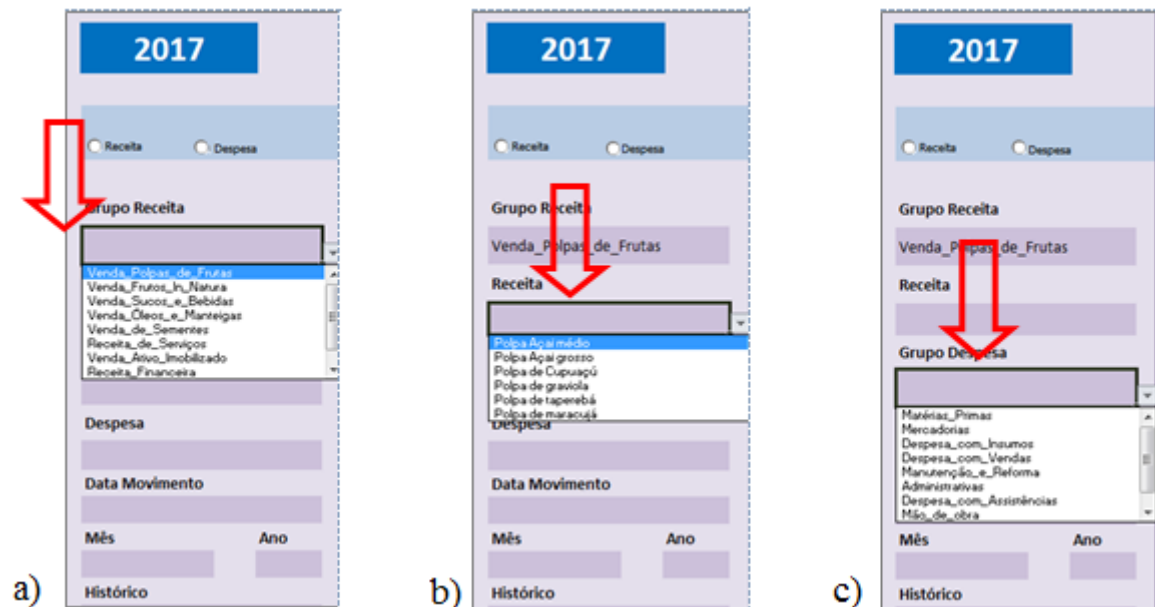 2017
Receita Despesa
Grupo Receita
Venda_Polpas_de_Frutas
Venda_Frutos_In_Natura
Venda_Sucos_e_Bebidas
Venda_Óleos_e_Manteigas
Venda_de_Sementes
Receita_de_Serviços
Venda_Ativo_Imobilizado
Receita_Financeira
Despesa
Data Movimento
Mês Ano
Histórico
a)
2017
Receita Despesa
Grupo Receita
Venda_Polpas_de_Frutas
Receita
Polpa Açai médio
Polpa Açai grosso
Polpa de Cupuaçú
Polpa de graviola
Polpa de taperebá
Polpa de maracujá
Despesa
Data Movimento
Mês Ano
Histórico
b)
2017
Receita Despesa
Grupo Receita
Venda_Polpas_de_Frutas
Receita
Grupo Despesa
Matérias_Primas
Mercadorias
Despesa_com_Insumos
Despesa_com_Vendas
Manutenção_e_Reforma
Administrativas
Despesa_com_Assistências
Mão_de_obra
Mês Ano
Histórico
c)